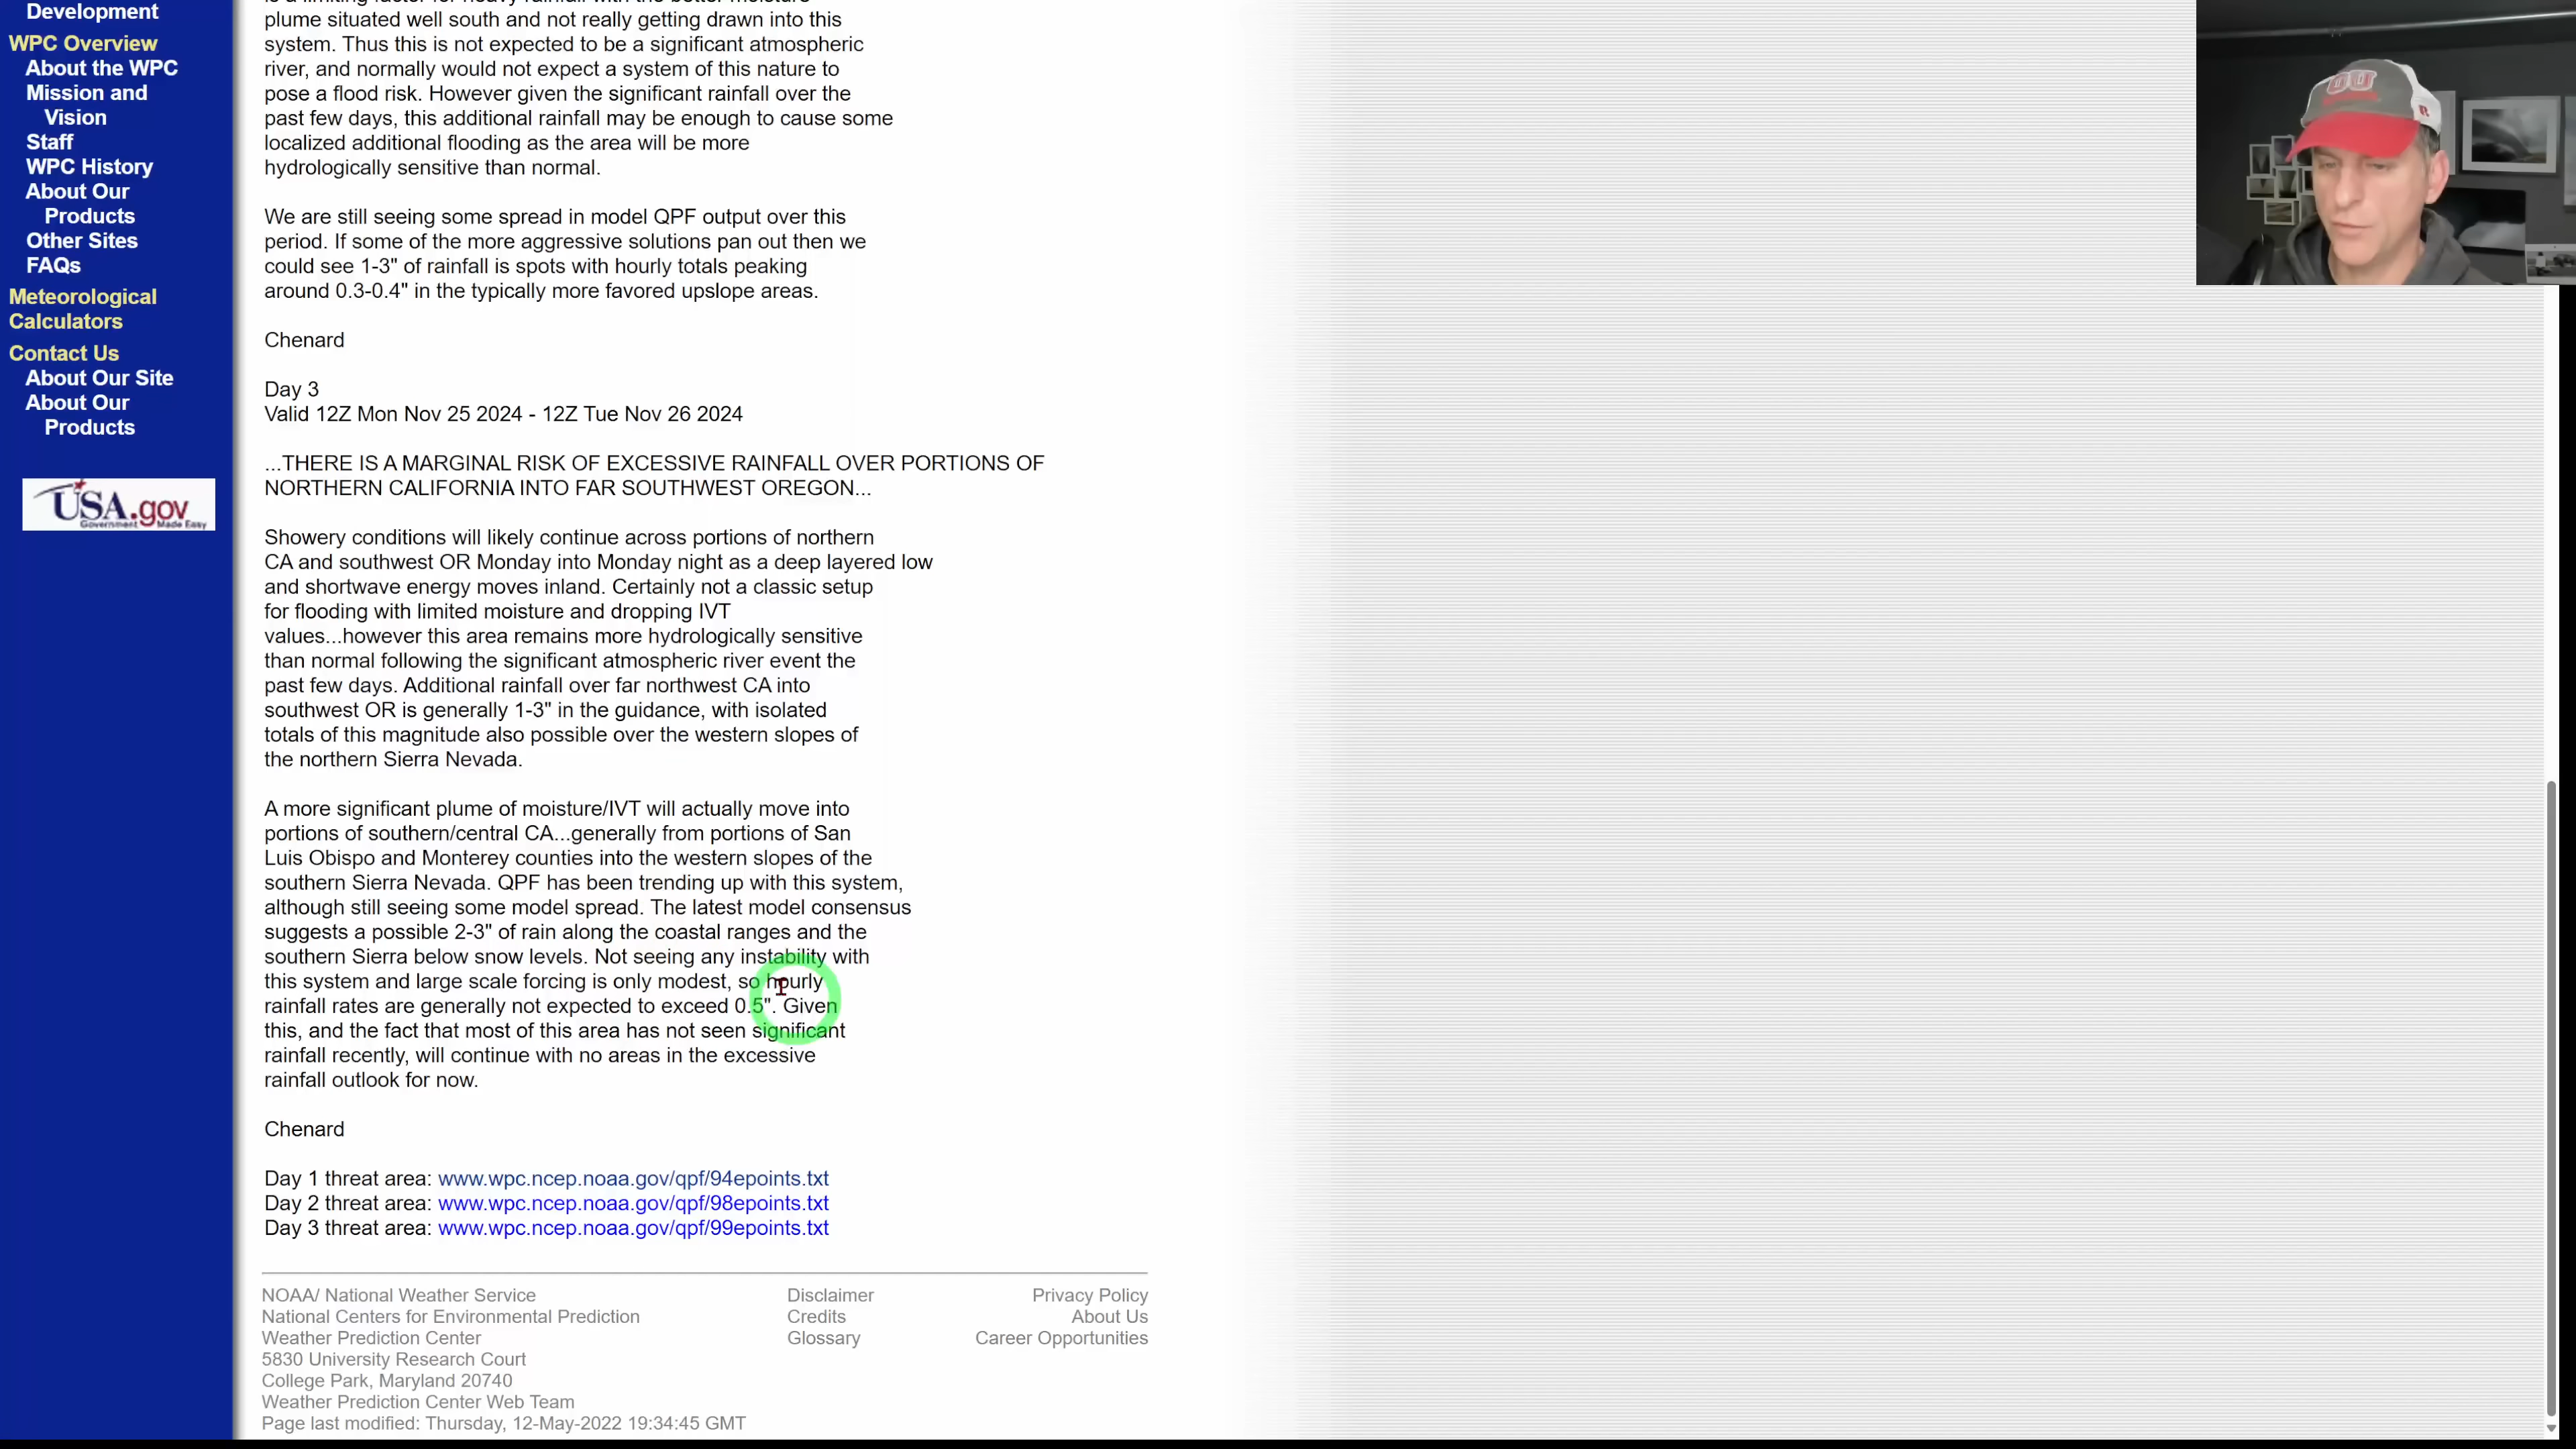 Development
WPC Overview
About the WPC
Mission and
Vision
Staff
WPC History
About Our
Products
Other Sites
FAQs
Meteorological
Calculators
Contact Us
About Our Site
About Our
Products
USA.gov
Government Made Easy
plume situated well south and not really getting drawn into this
system. Thus this is not expected to be a significant atmospheric
river, and normally would not expect a system of this nature to
pose a flood risk. However given the significant rainfall over the
past few days, this additional rainfall may be enough to cause some
localized additional flooding as the area will be more
hydrologically sensitive than normal.
We are still seeing some spread in model QPF output over this
period. If some of the more aggressive solutions pan out then we
could see 1-3" of rainfall is spots with hourly totals peaking
around 0.3-0.4" in the typically more favored upslope areas.
Chenard
Day 3
Valid 12Z Mon Nov 25 2024 - 12Z Tue Nov 26 2024
...THERE IS A MARGINAL RISK OF EXCESSIVE RAINFALL OVER PORTIONS OF
NORTHERN CALIFORNIA INTO FAR SOUTHWEST OREGON...
Showery conditions will likely continue across portions of northern
CA and southwest OR Monday into Monday night as a deep layered low
and shortwave energy moves inland. Certainly not a classic setup
for flooding with limited moisture and dropping IVT
values...however this area remains more hydrologically sensitive
than normal following the significant atmospheric river event the
past few days. Additional rainfall over far northwest CA into
southwest OR is generally 1-3" in the guidance, with isolated
totals of this magnitude also possible over the western slopes of
the northern Sierra Nevada.
A more significant plume of moisture/IVT will actually move into
portions of southern/central CA...generally from portions of San
Luis Obispo and Monterey counties into the western slopes of the
southern Sierra Nevada. QPF has been trending up with this system,
although still seeing some model spread. The latest model consensus
suggests a possible 2-3" of rain along the coastal ranges and the
southern Sierra below snow levels. Not seeing any instability with
this system and large scale forcing is only modest, so hourly
rainfall rates are generally not expected to exceed 0.5". Given
this, and the fact that most of this area has not seen significant
rainfall recently, will continue with no areas in the excessive
rainfall outlook for now.
Chenard
Day 1 threat area: www.wpc.ncep.noaa.gov/qpf/94epoints.txt
Day 2 threat area: www.wpc.ncep.noaa.gov/qpf/98epoints.txt
Day 3 threat area: www.wpc.ncep.noaa.gov/qpf/99epoints.txt
NOAA/ National Weather Service
National Centers for Environmental Prediction
Weather Prediction Center
5830 University Research Court
College Park, Maryland 20740
Weather Prediction Center Web Team
Page last modified: Thursday, 12-May-2022 19:34:45 GMT
Disclaimer
Credits
Glossary
Privacy Policy
About Us
Career Opportunities
OU